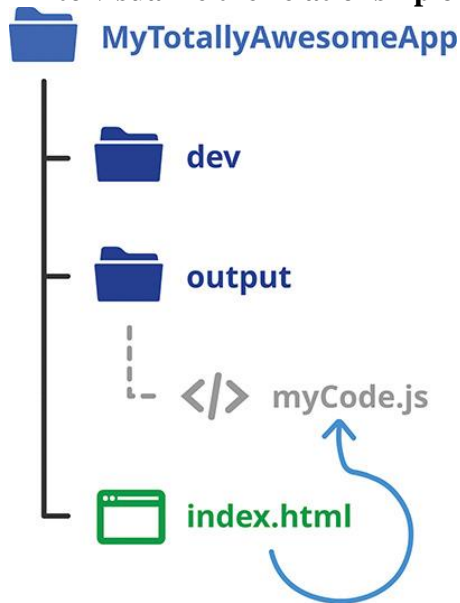 MyTotallyAwesomeApp
dev
output
</> myCode.js
index.html